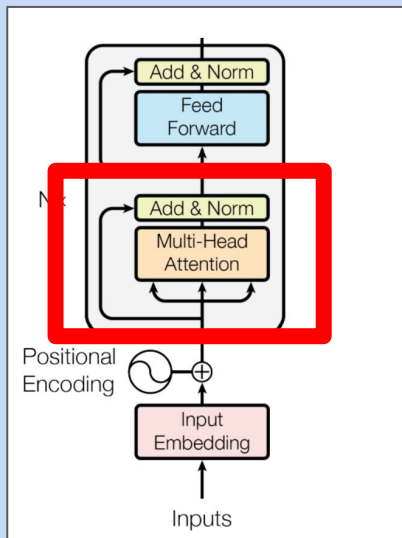 Add & Norm
Feed
Forward
Add & Norm
Multi-Head
Attention
Positional
Encoding
Input
Embedding
Inputs